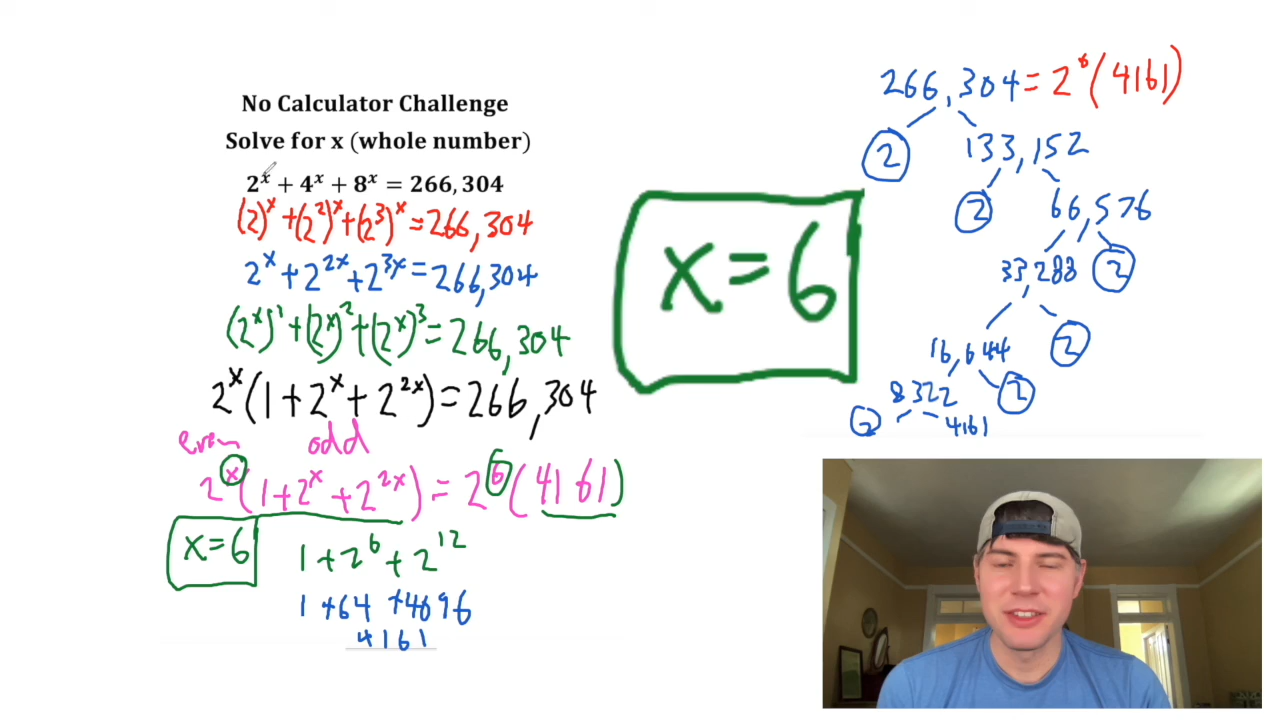 No Calculator Challenge
Solve for x (whole number)
2^x + 4^x + 8^x = 266,304
(2)^x + (2^2)^x + (2^3)^x = 266,304
2^x + 2^2x + 2^3x = 266,304
(2^x)^1 + (2^x)^2 + (2^x)^3 = 266,304
2^x (1 + 2^x + 2^2x) = 266,304
even odd
2^x (1 + 2^x + 2^2x) = 2^6 (4161)
x = 6
1 + 2^6 + 2^12
1 + 64 + 4096
4161
x = 6
266,304 = 2^6 (4161)
2 133,152
2 66,576
33,288 2
16,644 2
8322 2
2 4161